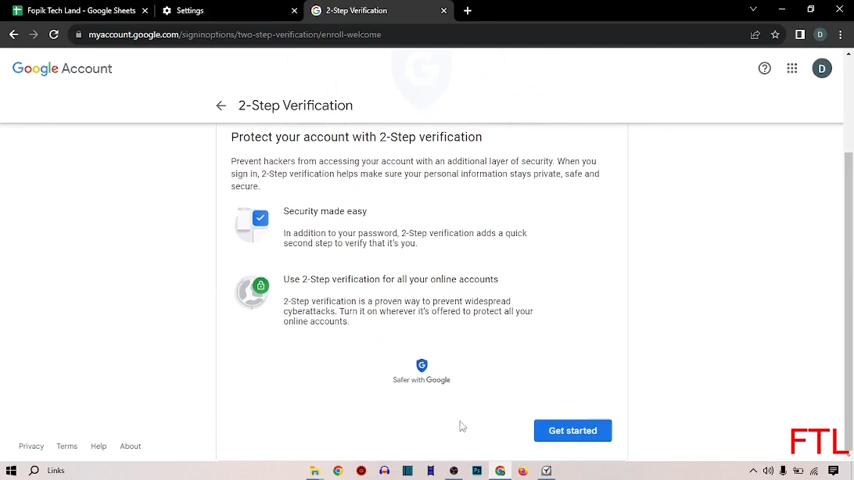 Fopik Tech Land - Google Sheets
Settings
2-Step Verification
myaccount.google.com/signinoptions/two-step-verification/enroll-welcome
D
Google Account
D
2-Step Verification
Protect your account with 2-Step verification
Prevent hackers from accessing your account with an additional layer of security. When you
sign in, 2-Step verification helps make sure your personal information stays private, safe and
secure.
Security made easy
In addition to your password, 2-Step verification adds a quick
second step to verify that it's you.
Use 2-Step verification for all your online accounts
2-Step verification is a proven way to prevent widespread
cyberattacks. Turn it on wherever it's offered to protect all your
online accounts.
Safer with Google
Get started
Privacy Terms Help About
FTL
Links